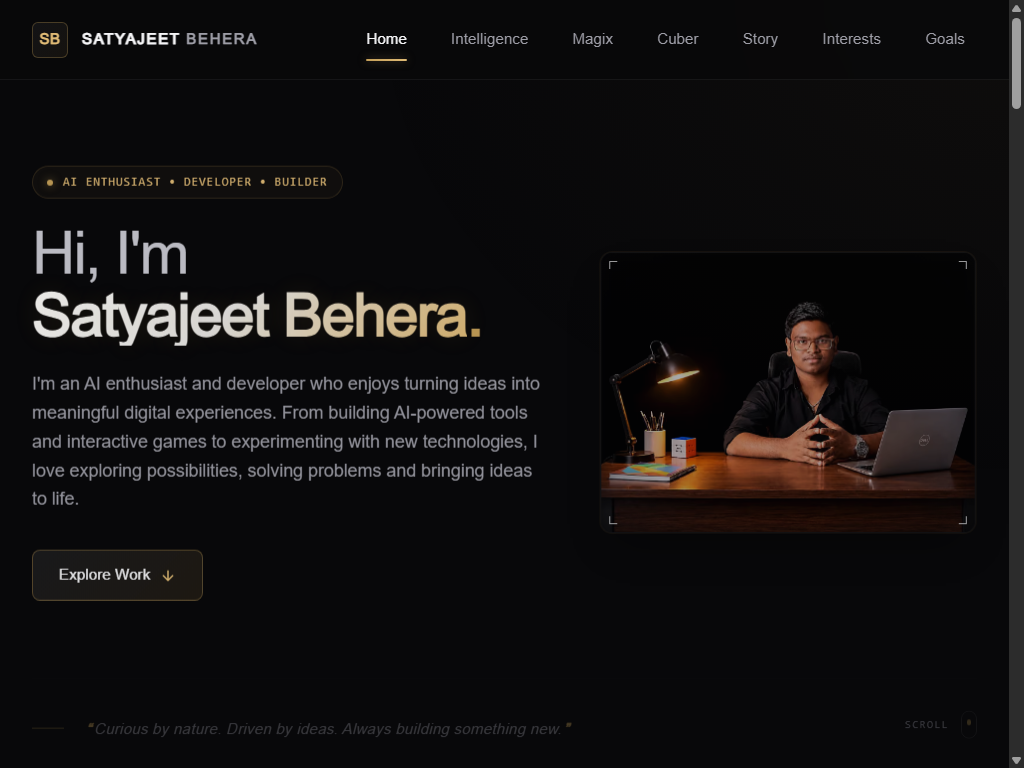 SB SATYAJEET BEHERA Home Intelligence Magix Cuber Story Interests Goals
AI ENTHUSIAST • DEVELOPER • BUILDER
Hi, I'm
Satyajeet Behera.
I'm an AI enthusiast and developer who enjoys turning ideas into
meaningful digital experiences. From building AI-powered tools
and interactive games to experimenting with new technologies, I
love exploring possibilities, solving problems and bringing ideas
to life.
Explore Work ↓
❝Curious by nature. Driven by ideas. Always building something new.❞
SCROLL